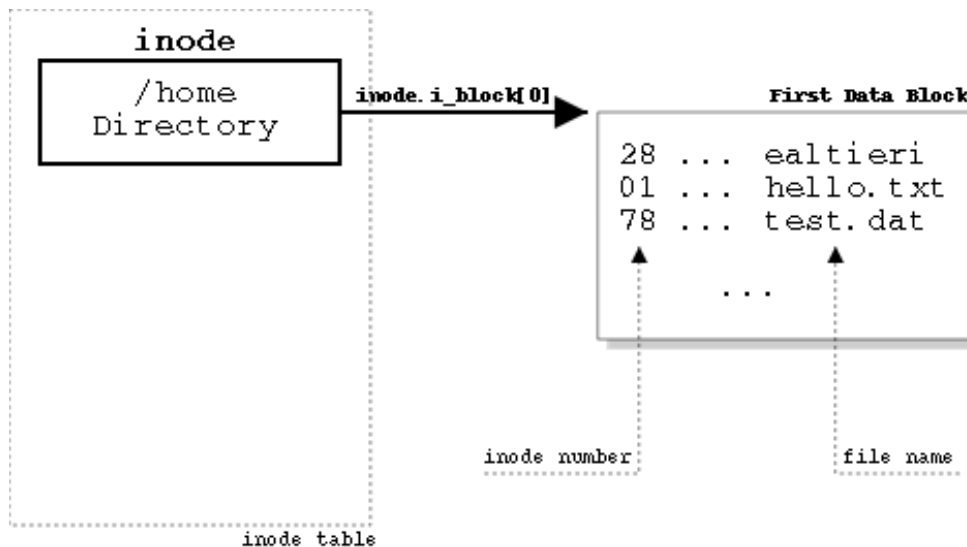 inode
/home
Directory
inode.i_block[0]
First Data Block
28 ... ealtieri
01 ... hello.txt
78 ... test.dat
...
inode number
file name
inode table